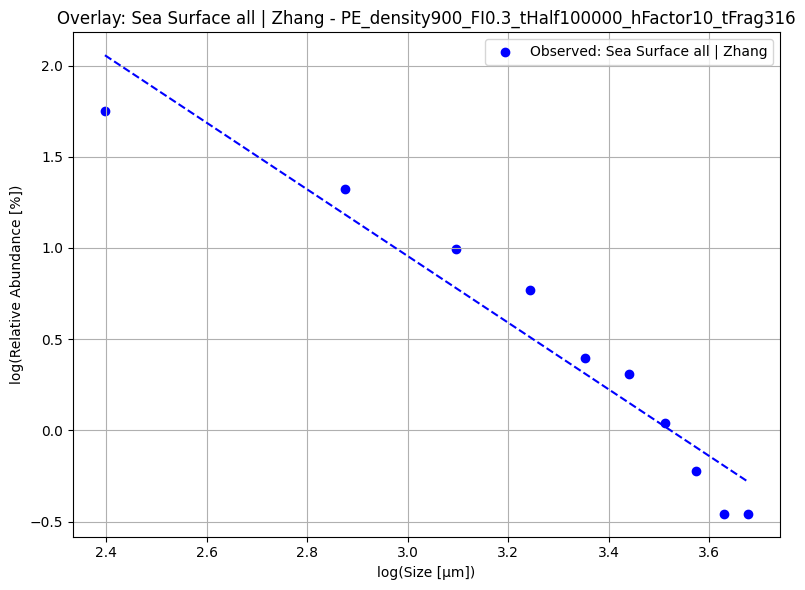 Overlay: Sea Surface all | Zhang - PE_density900_FI0.3_tHalf100000_hFactor10_tFrag316
Observed: Sea Surface all | Zhang
2.0
1.5
1.0
0.5
0.0
−0.5
log(Relative Abundance [%])
2.4 2.6 2.8 3.0 3.2 3.4 3.6
log(Size [μm])